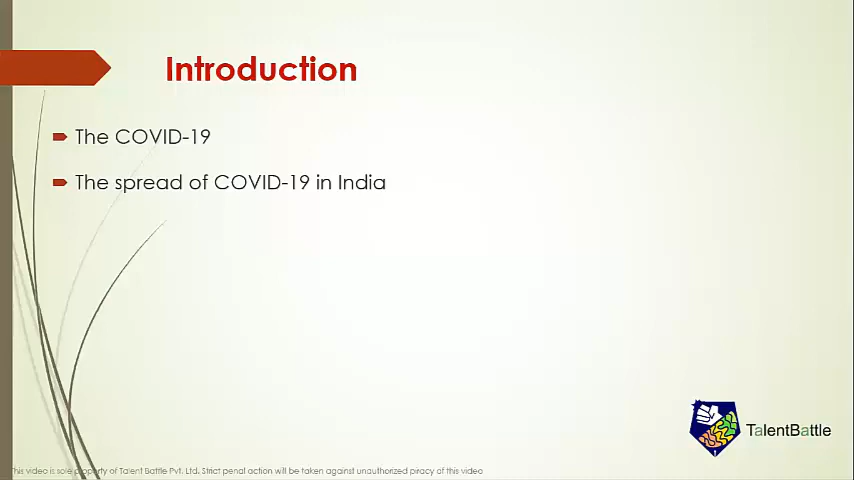 Introduction
The COVID-19
The spread of COVID-19 in India
TalentBattle
This video is sole property of Talent Battle Pvt. Ltd. Strict penal action will be taken against unauthorized piracy of this video